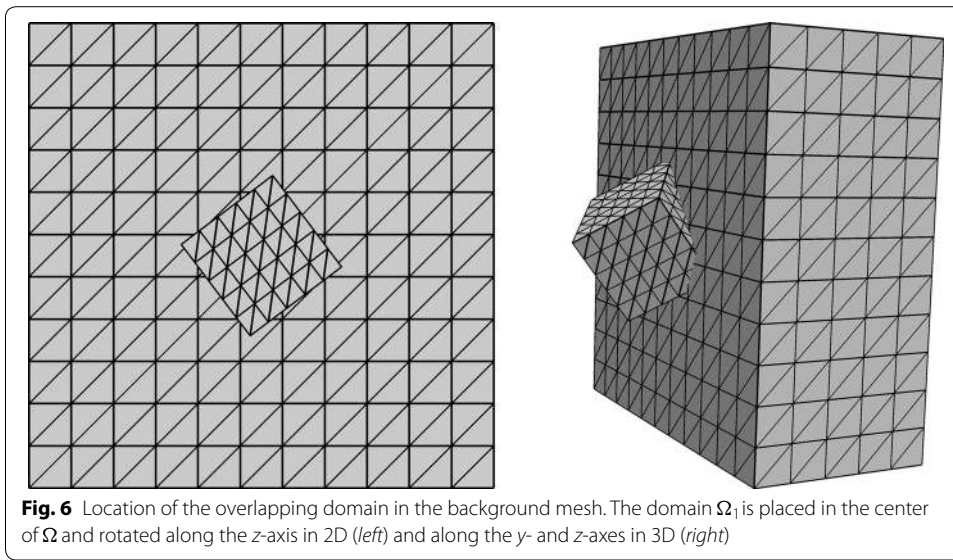 Fig. 6 Location of the overlapping domain in the background mesh. The domain Ω₁ is placed in the center
of Ω and rotated along the z-axis in 2D (left) and along the y- and z-axes in 3D (right)